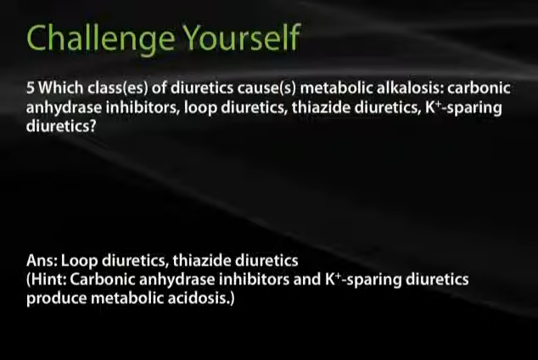 Challenge Yourself
5 Which class(es) of diuretics cause(s) metabolic alkalosis: carbonic
anhydrase inhibitors, loop diuretics, thiazide diuretics, K⁺-sparing
diuretics?
Ans: Loop diuretics, thiazide diuretics
(Hint: Carbonic anhydrase inhibitors and K⁺-sparing diuretics
produce metabolic acidosis.)